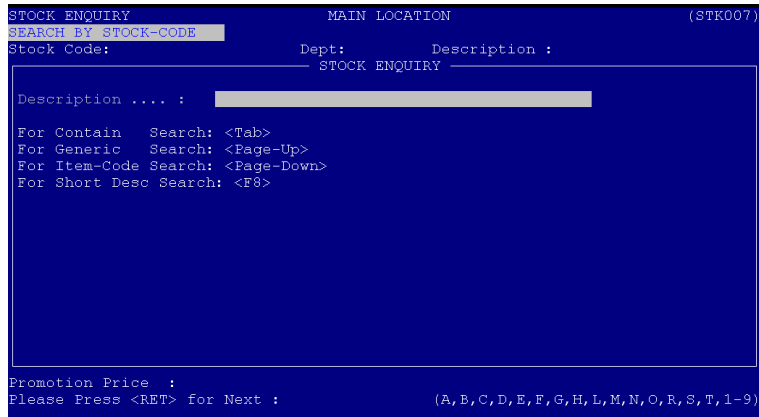 STOCK ENQUIRY MAIN LOCATION (STK007)
SEARCH BY STOCK-CODE
Stock Code: Dept: Description :
STOCK ENQUIRY
Description .... :
For Contain Search: <Tab>
For Generic Search: <Page-Up>
For Item-Code Search: <Page-Down>
For Short Desc Search: <F8>
Promotion Price :
Please Press <RET> for Next : (A,B,C,D,E,F,G,H,L,M,N,O,R,S,T,1-9)